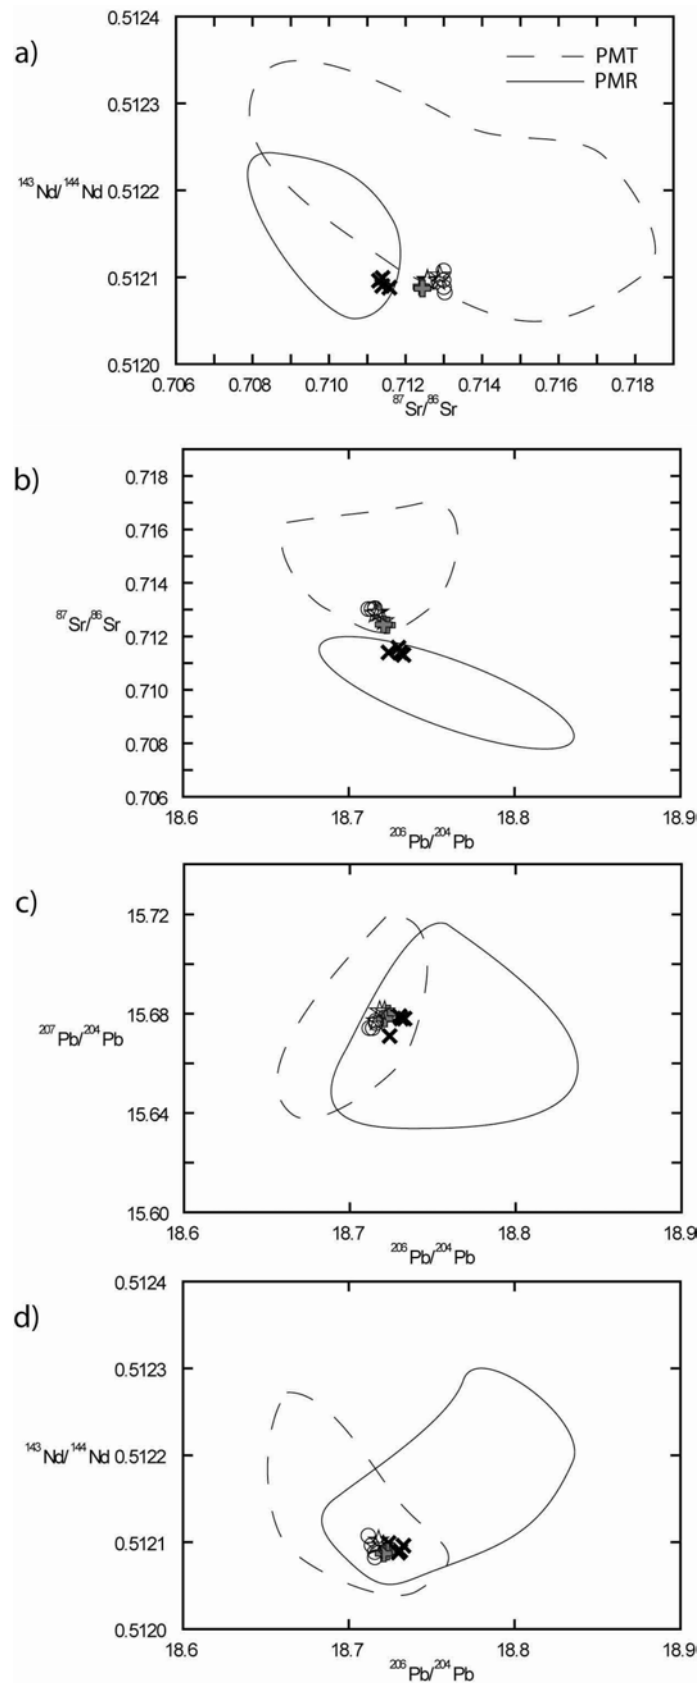 a)
0.5124
PMT
PMR
0.5123
¹⁴³Nd/¹⁴⁴Nd 0.5122
0.5121
0.5120
0.706 0.708 0.710 0.712 0.714 0.716 0.718
⁸⁷Sr/⁸⁶Sr
b)
0.718
0.716
0.714
⁸⁷Sr/⁸⁶Sr
0.712
0.710
0.708
0.706
18.6 18.7 18.8 18.9
²⁰⁶Pb/²⁰⁴Pb
c)
15.72
15.68
²⁰⁷Pb/²⁰⁴Pb
15.64
15.60
18.6 18.7 18.8 18.9
²⁰⁶Pb/²⁰⁴Pb
d)
0.5124
0.5123
¹⁴³Nd/¹⁴⁴Nd 0.5122
0.5121
0.5120
18.6 18.7 18.8 18.9
²⁰⁶Pb/²⁰⁴Pb